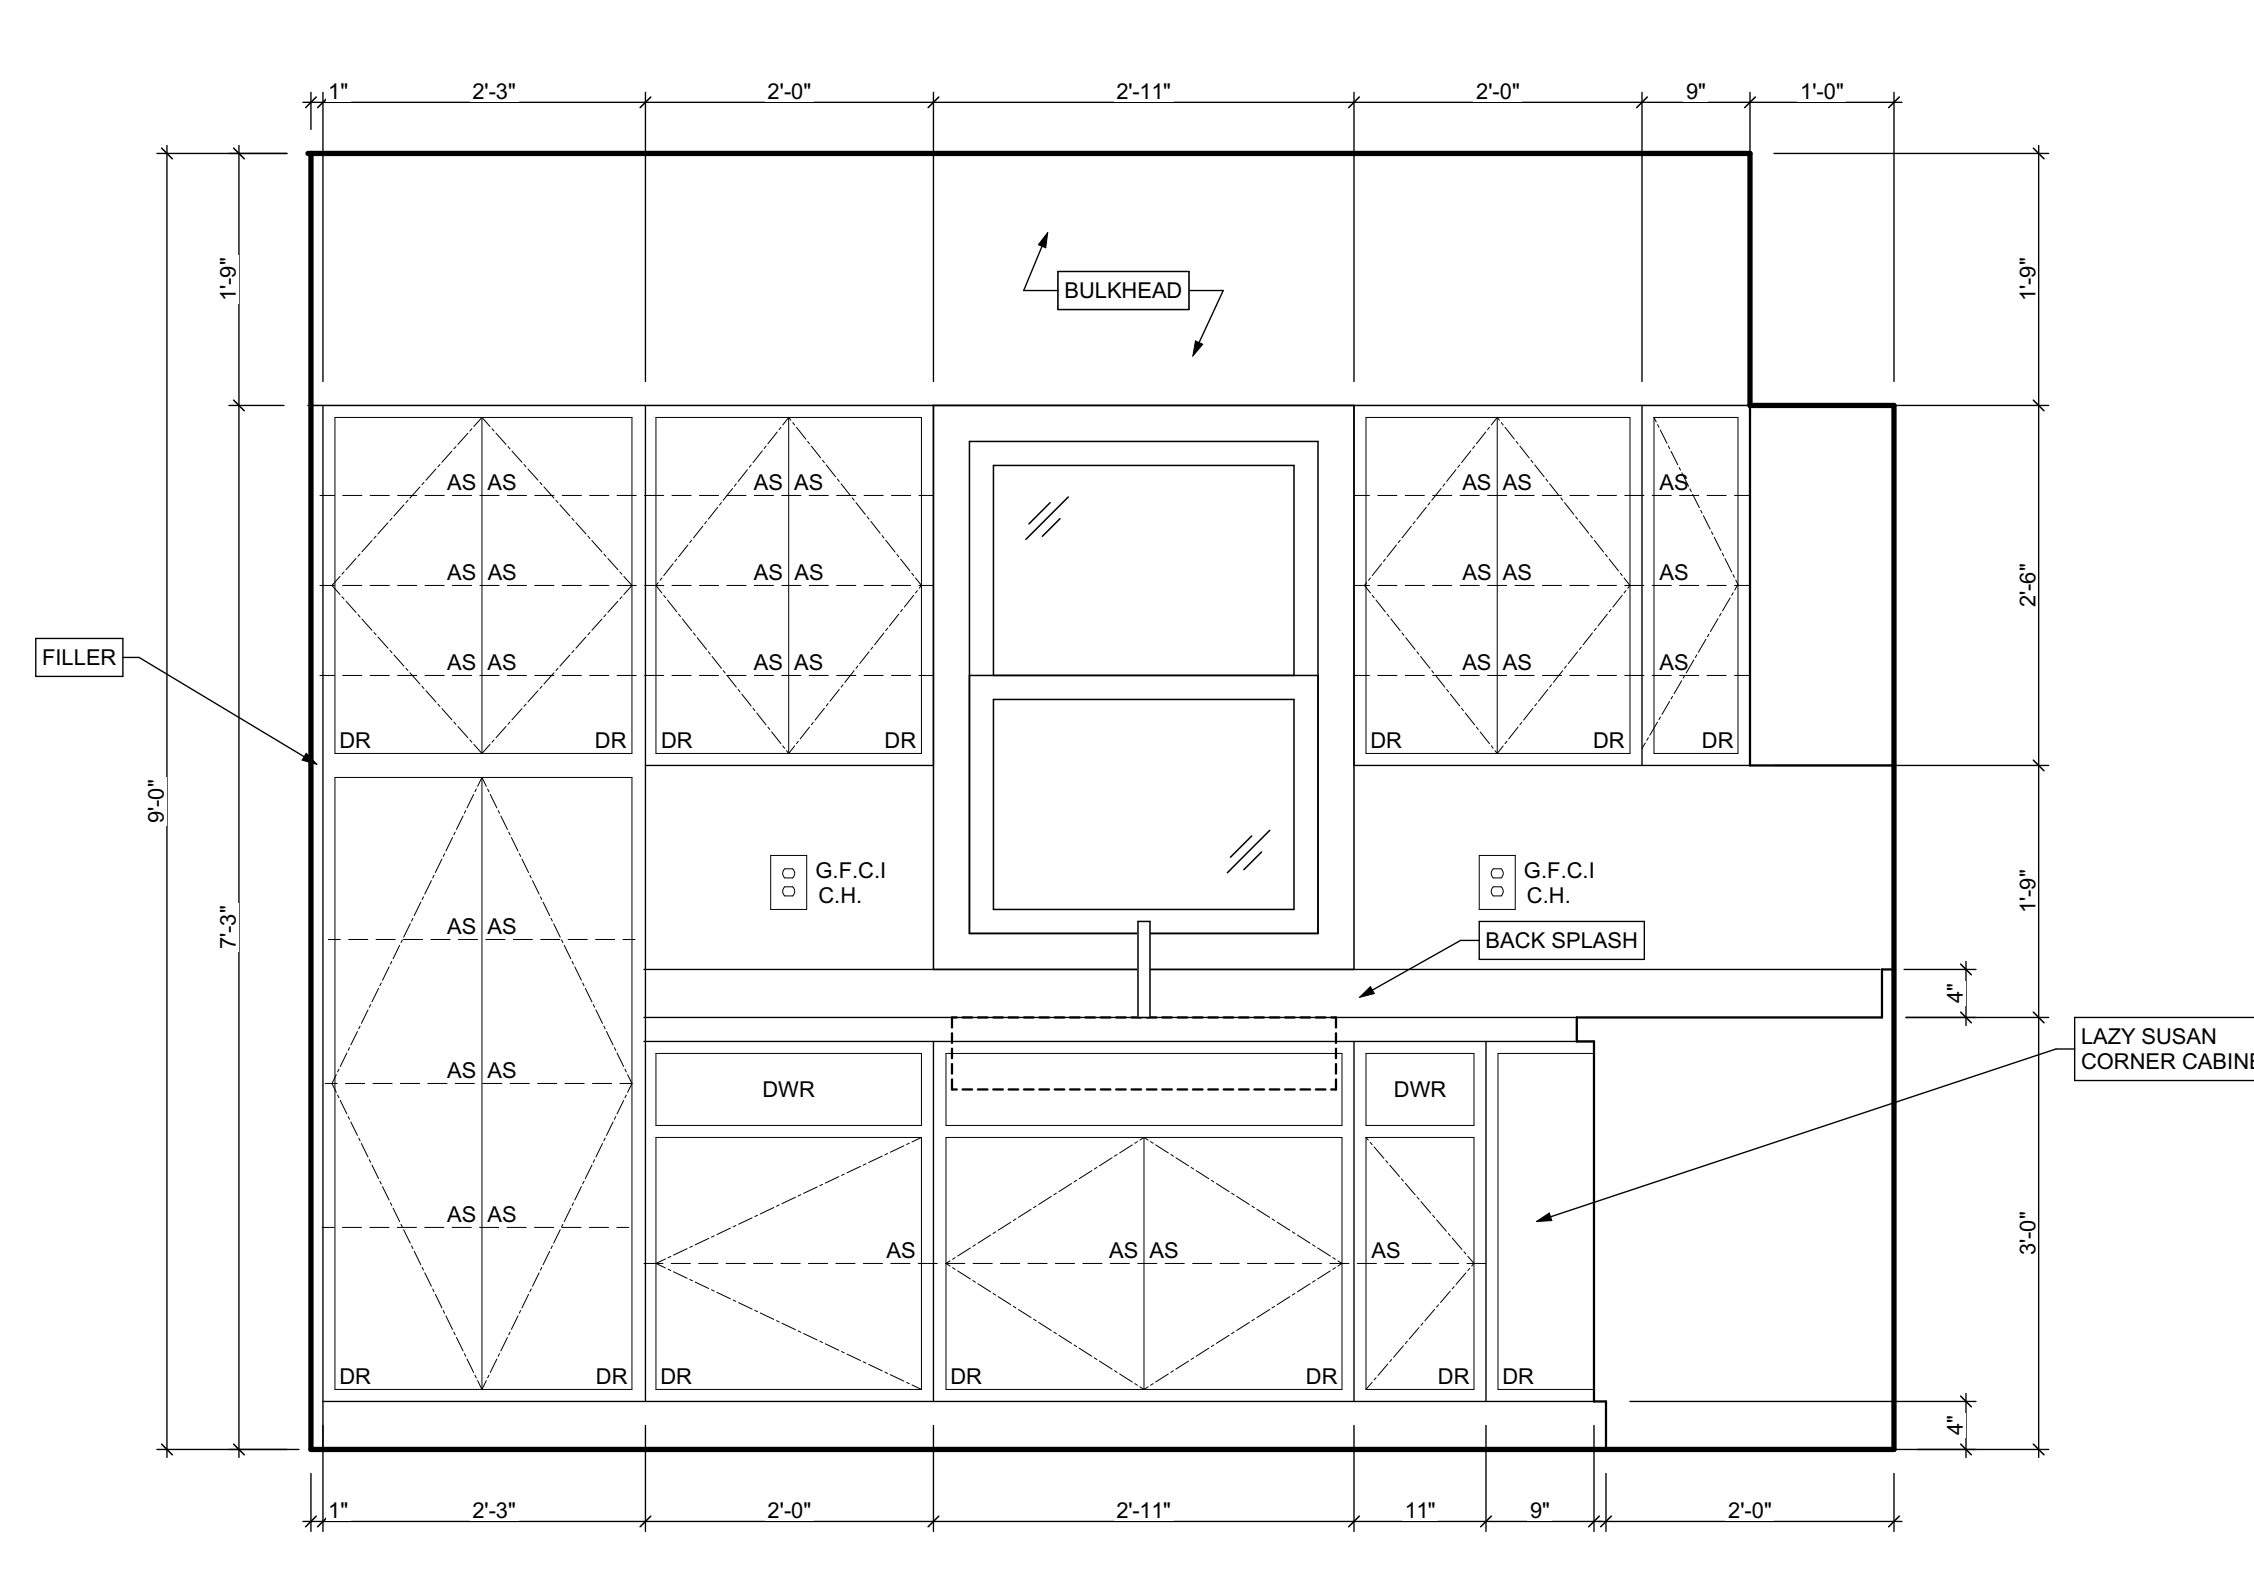 1" 2'-3" 2'-0" 2'-11" 2'-0" 9" 1'-0"
1'-9"
1'-9"
BULKHEAD
AS AS AS AS AS AS AS
AS AS AS AS AS AS AS
2'-6"
FILLER
AS AS AS AS AS AS AS
DR DR DR DR DR DR DR
9'-0"
G.F.C.I
C.H.
G.F.C.I
C.H.
1'-9"
7'-3"
AS AS
BACK SPLASH
4"
LAZY SUSAN
CORNER CABINE
AS AS
DWR DWR
AS AS
3'-0"
AS AS AS AS
DR DR DR DR DR DR DR
4"
1" 2'-3" 2'-0" 2'-11" 11" 9" 2'-0"